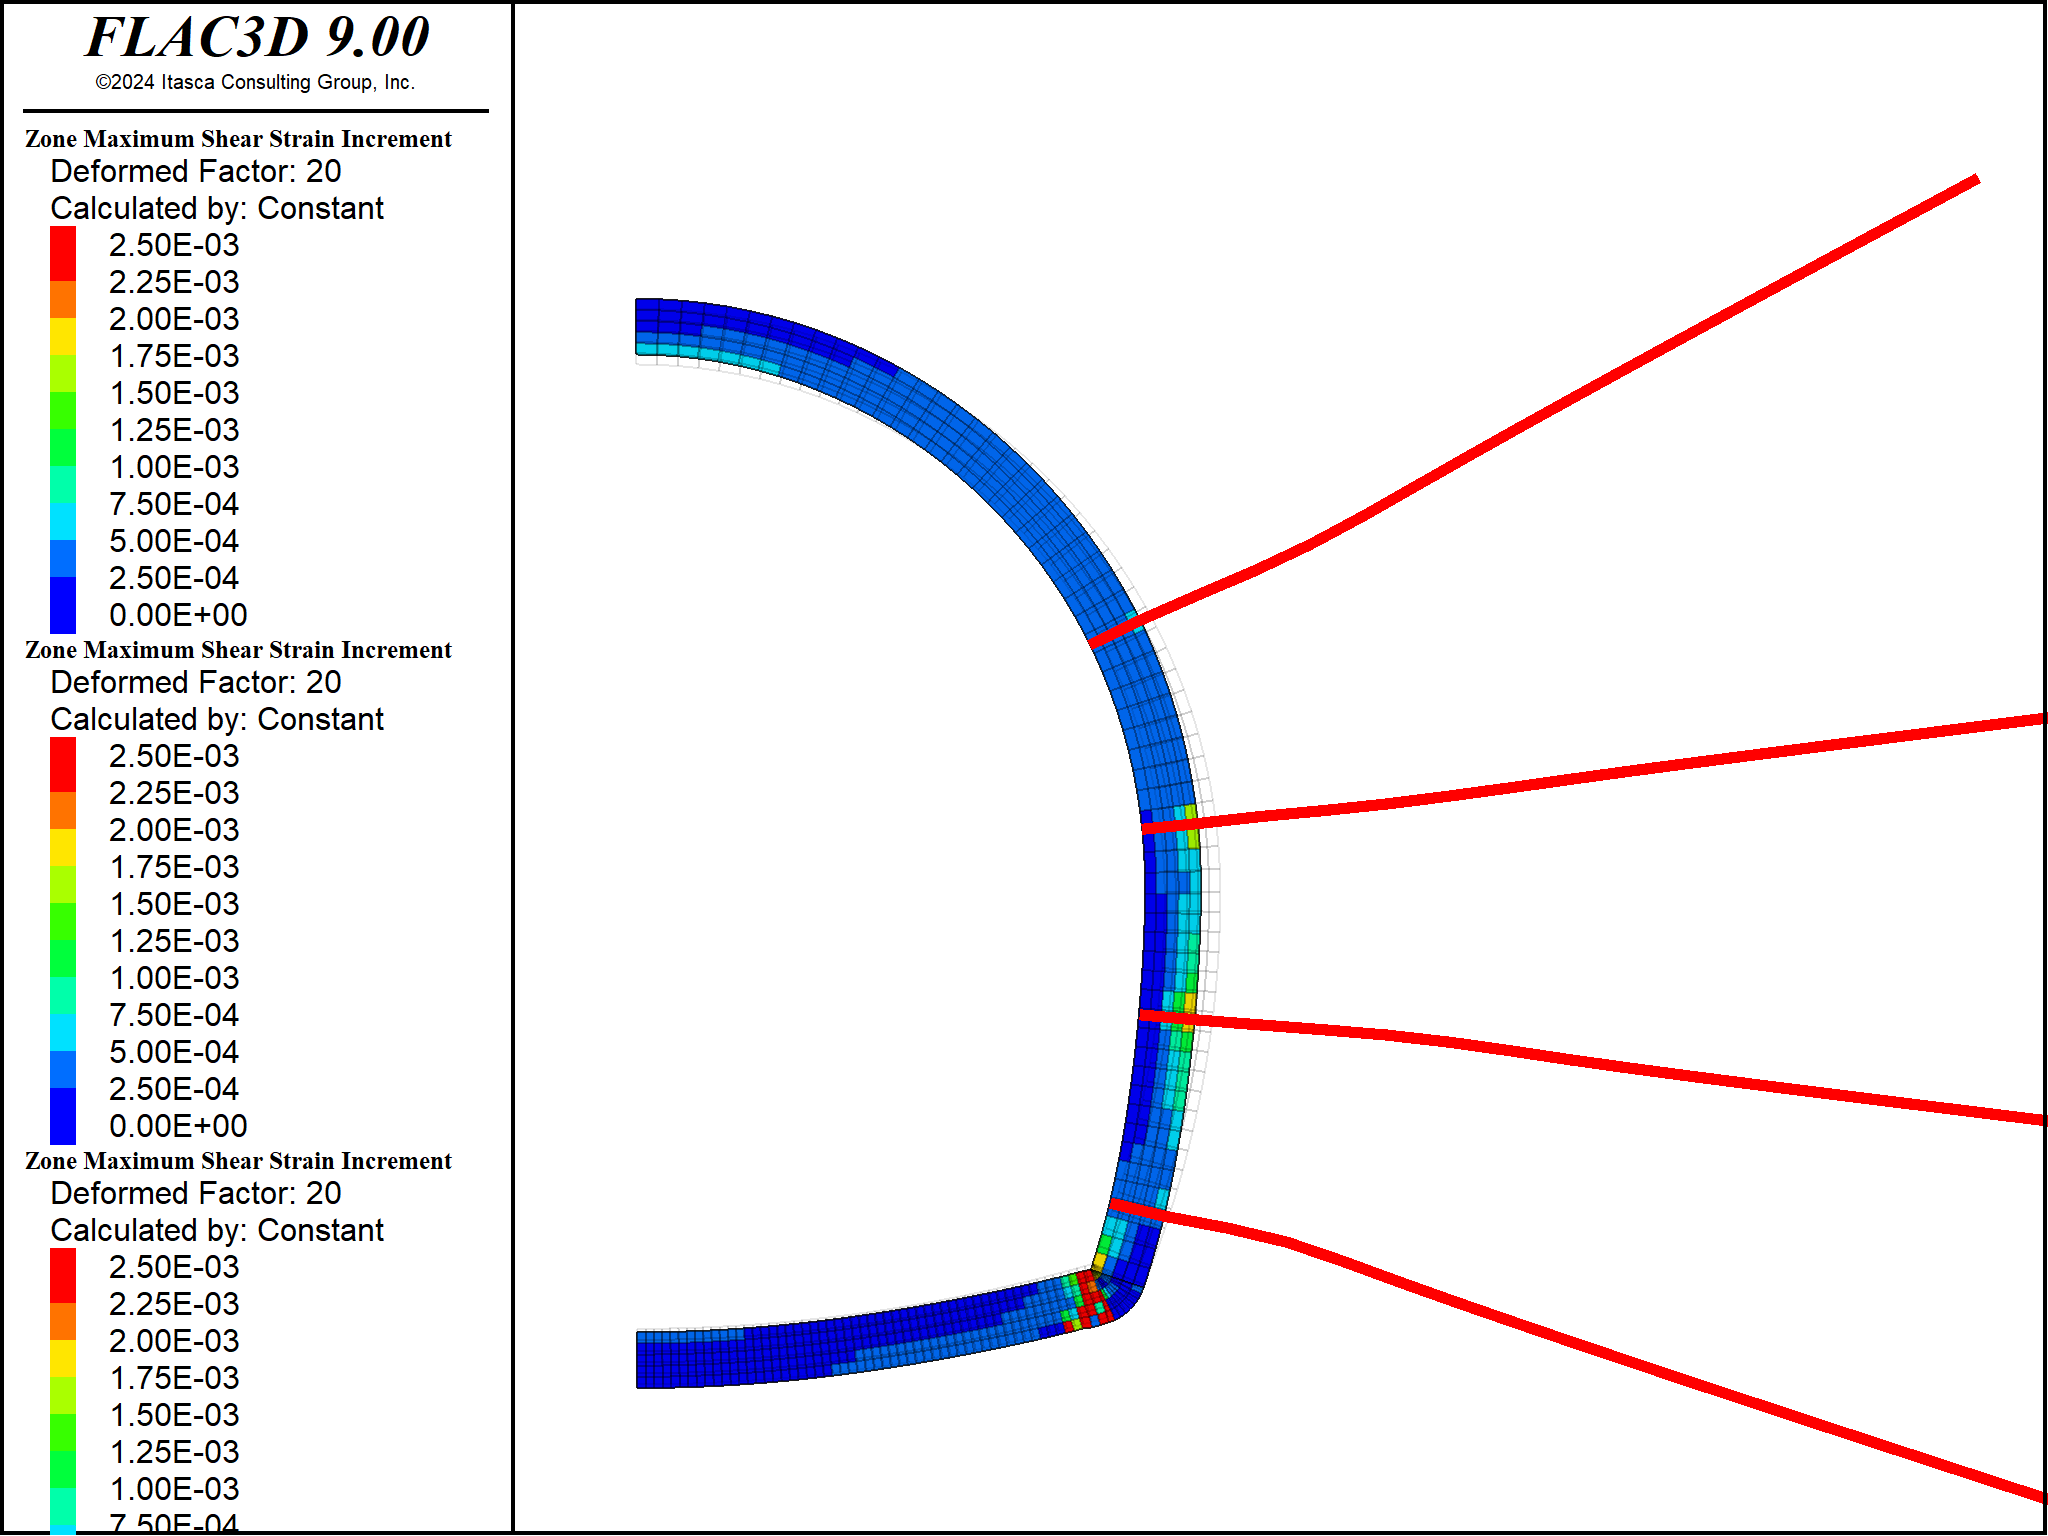 FLAC3D 9.00
©2024 Itasca Consulting Group, Inc.
Zone Maximum Shear Strain Increment
Deformed Factor: 20
Calculated by: Constant
2.50E-03
2.25E-03
2.00E-03
1.75E-03
1.50E-03
1.25E-03
1.00E-03
7.50E-04
5.00E-04
2.50E-04
0.00E+00
Zone Maximum Shear Strain Increment
Deformed Factor: 20
Calculated by: Constant
2.50E-03
2.25E-03
2.00E-03
1.75E-03
1.50E-03
1.25E-03
1.00E-03
7.50E-04
5.00E-04
2.50E-04
0.00E+00
Zone Maximum Shear Strain Increment
Deformed Factor: 20
Calculated by: Constant
2.50E-03
2.25E-03
2.00E-03
1.75E-03
1.50E-03
1.25E-03
1.00E-03
7.50E-04